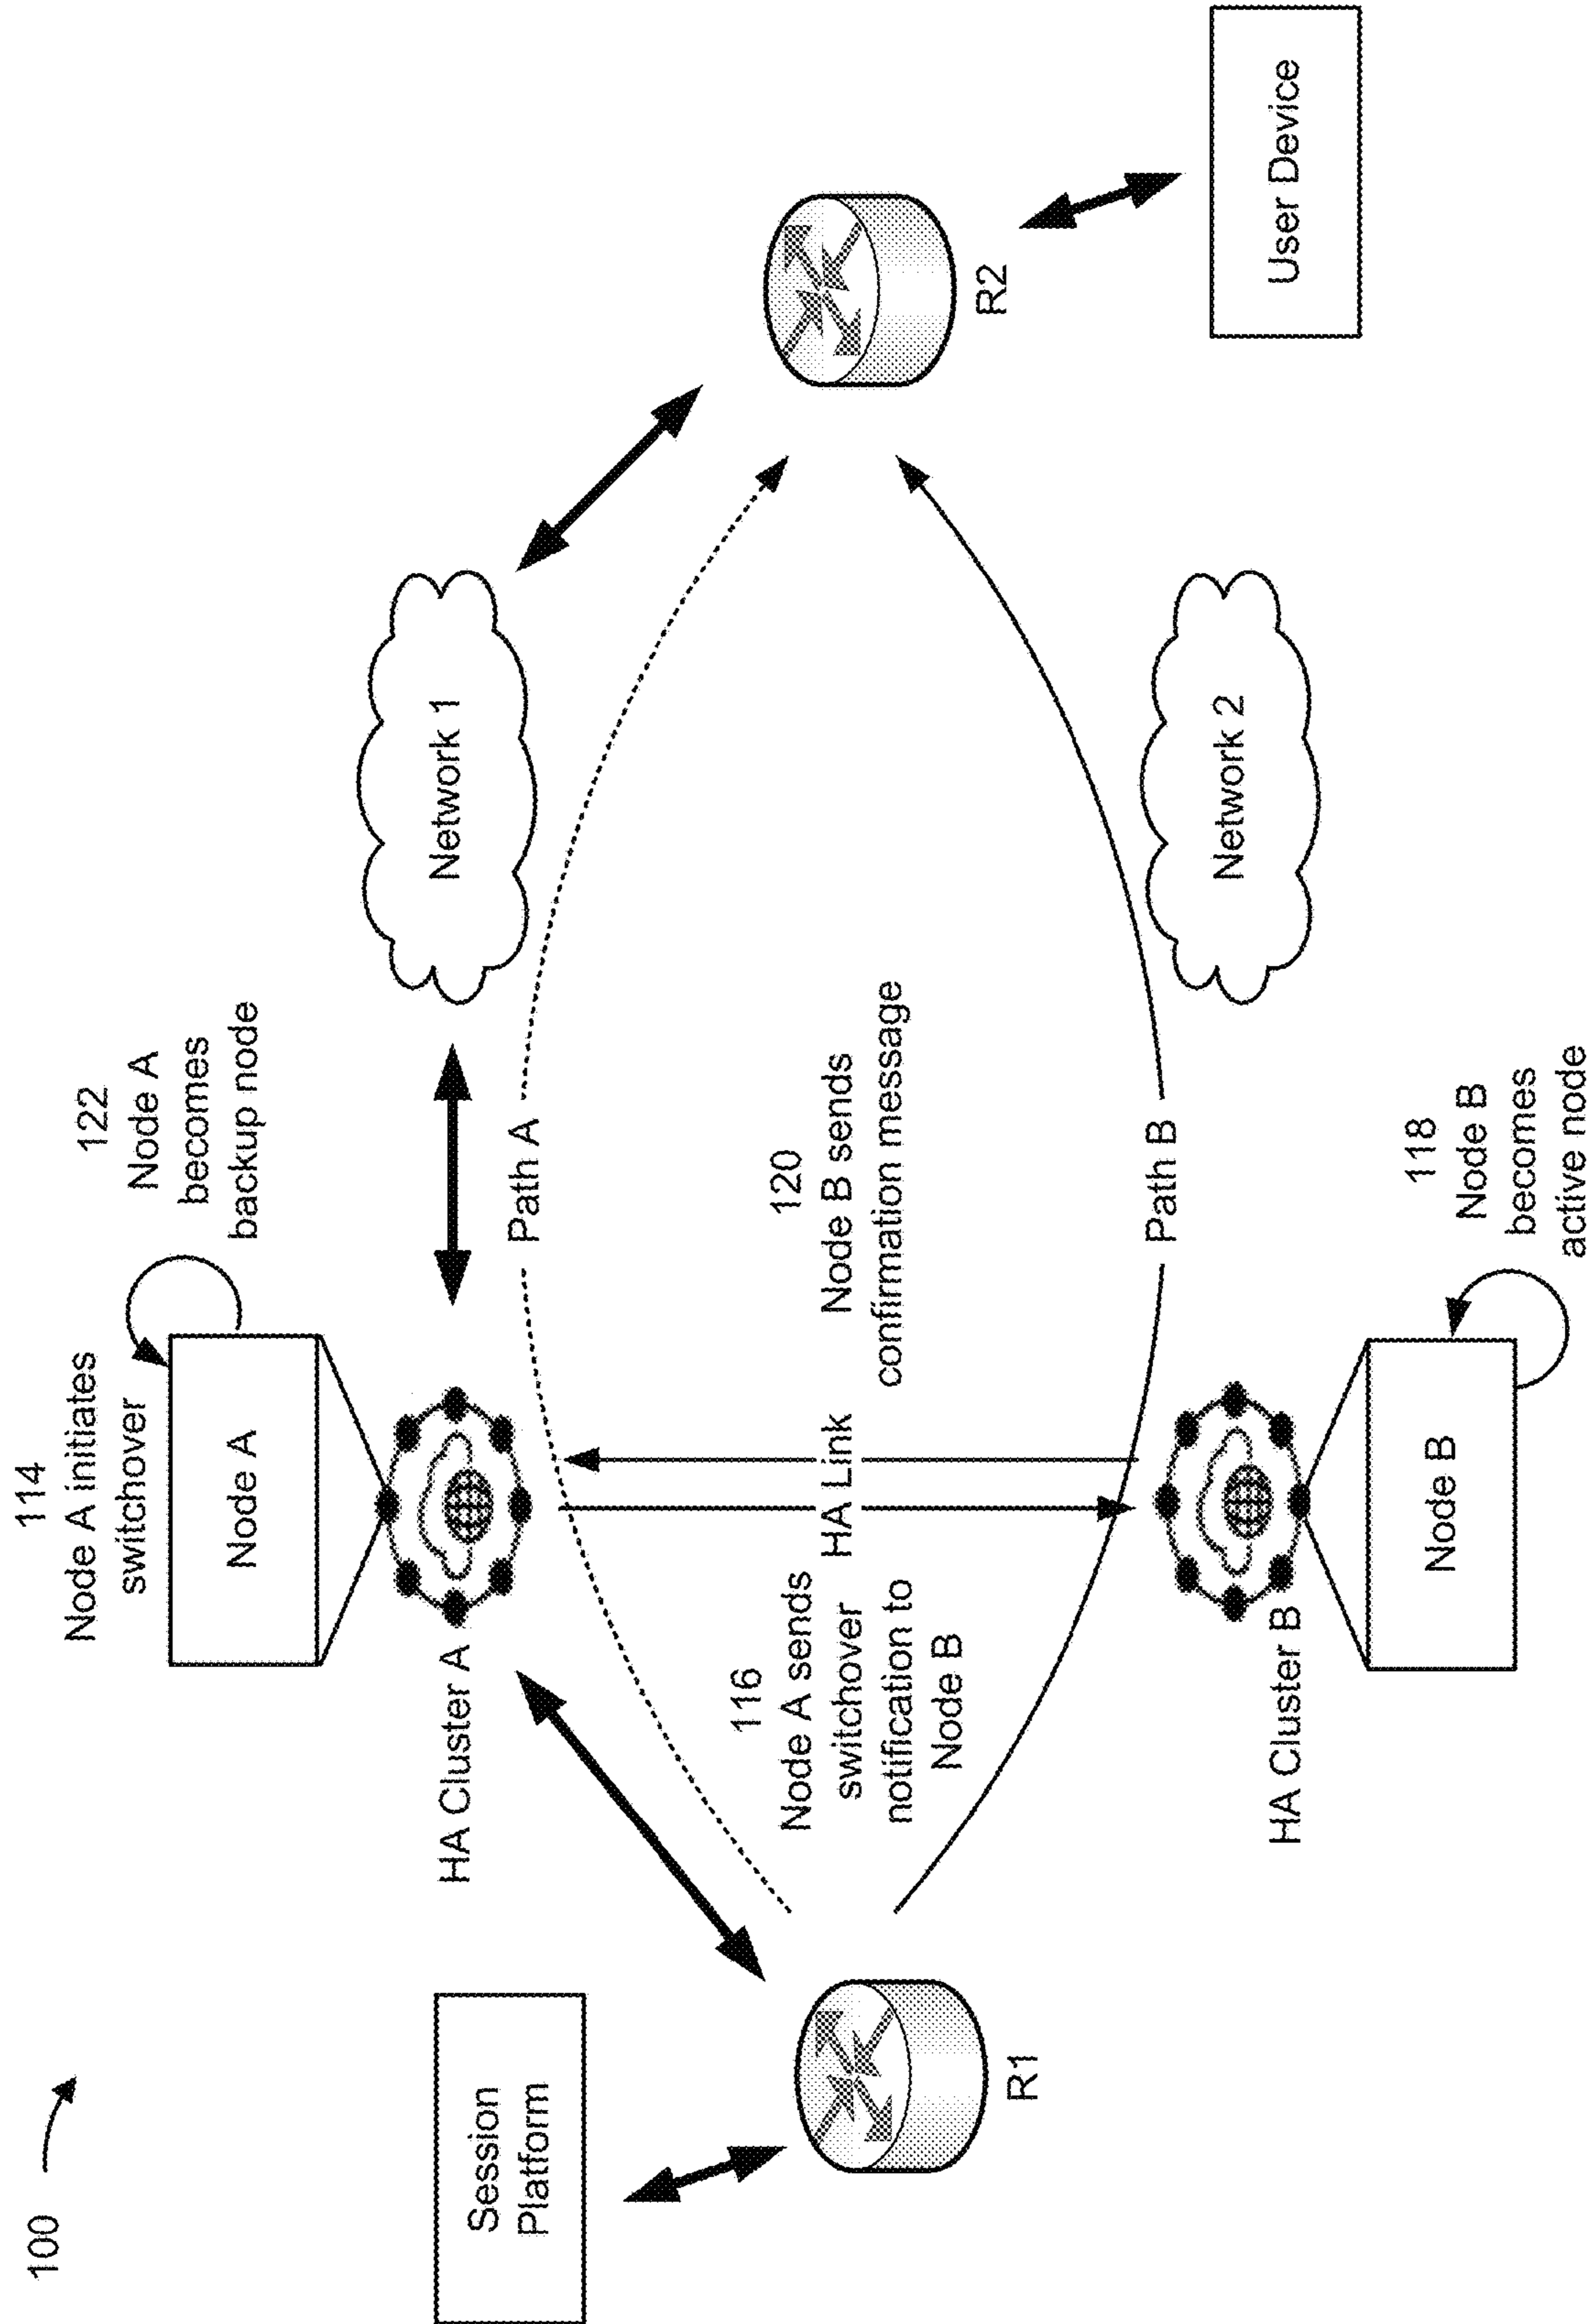 100
Session
Platform
R1
114
Node A initiates
switchover
Node A
HA Cluster A
122
Node A
becomes
backup node
Path A
Network 1
116
Node A sends
switchover
notification to
Node B
HA Link
120
Node B sends
confirmation message
Path B
Network 2
HA Cluster B
Node B
118
Node B
becomes
active node
R2
User Device